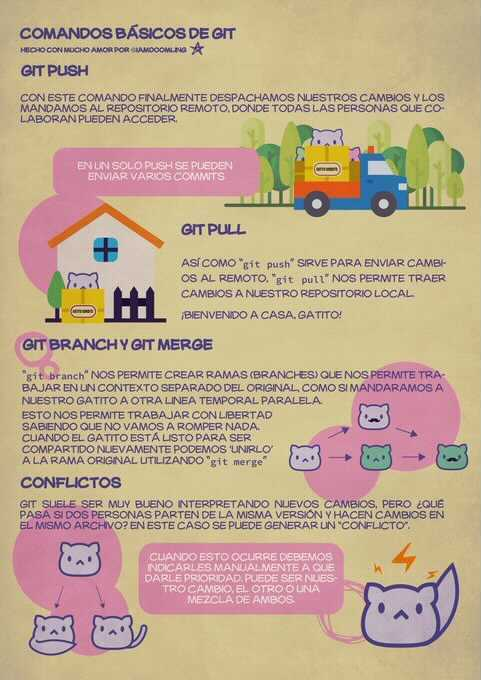 COMANDOS BÁSICOS DE GIT
HECHO CON MUCHO AMOR POR @IAMDOOMLING
GIT PUSH
CON ESTE COMANDO FINALMENTE DESPACHAMOS NUESTROS CAMBIOS Y LOS
MANDAMOS AL REPOSITORIO REMOTO, DONDE TODAS LAS PERSONAS QUE CO-
LABORAN PUEDEN ACCEDER.
EN UN SOLO PUSH SE PUEDEN
ENVIAR VARIOS COMMITS
GIT PULL
ASÍ COMO "git push" SIRVE PARA ENVIAR CAMBI-
OS AL REMOTO, "git pull" NOS PERMITE TRAER
CAMBIOS A NUESTRO REPOSITORIO LOCAL.
¡BIENVENIDO A CASA, GATITO!
GIT BRANCH Y GIT MERGE
"git branch" NOS PERMITE CREAR RAMAS (BRANCHES) QUE NOS PERMITE TRA-
BAJAR EN UN CONTEXTO SEPARADO DEL ORIGINAL, COMO SI MANDARAMOS A
NUESTRO GATITO A OTRA LINEA TEMPORAL PARALELA.
ESTO NOS PERMITE TRABAJAR CON LIBERTAD
SABIENDO QUE NO VAMOS A ROMPER NADA.
CUANDO EL GATITO ESTÁ LISTO PARA SER
COMPARTIDO NUEVAMENTE PODEMOS 'UNIRLO'
A LA RAMA ORIGINAL UTILIZANDO "git merge"
CONFLICTOS
GIT SUELE SER MUY BUENO INTERPRETANDO NUEVOS CAMBIOS, PERO ¿QUÉ
PASA SI DOS PERSONAS PARTEN DE LA MISMA VERSIÓN Y HACEN CAMBIOS EN
EL MISMO ARCHIVO? EN ESTE CASO SE PUEDE GENERAR UN "CONFLICTO".
CUANDO ESTO OCURRE DEBEMOS
INDICARLES MANUALMENTE A QUE
DARLE PRIORIDAD. PUEDE SER NUES-
TRO CAMBIO, EL OTRO O UNA
MEZCLA DE AMBOS.